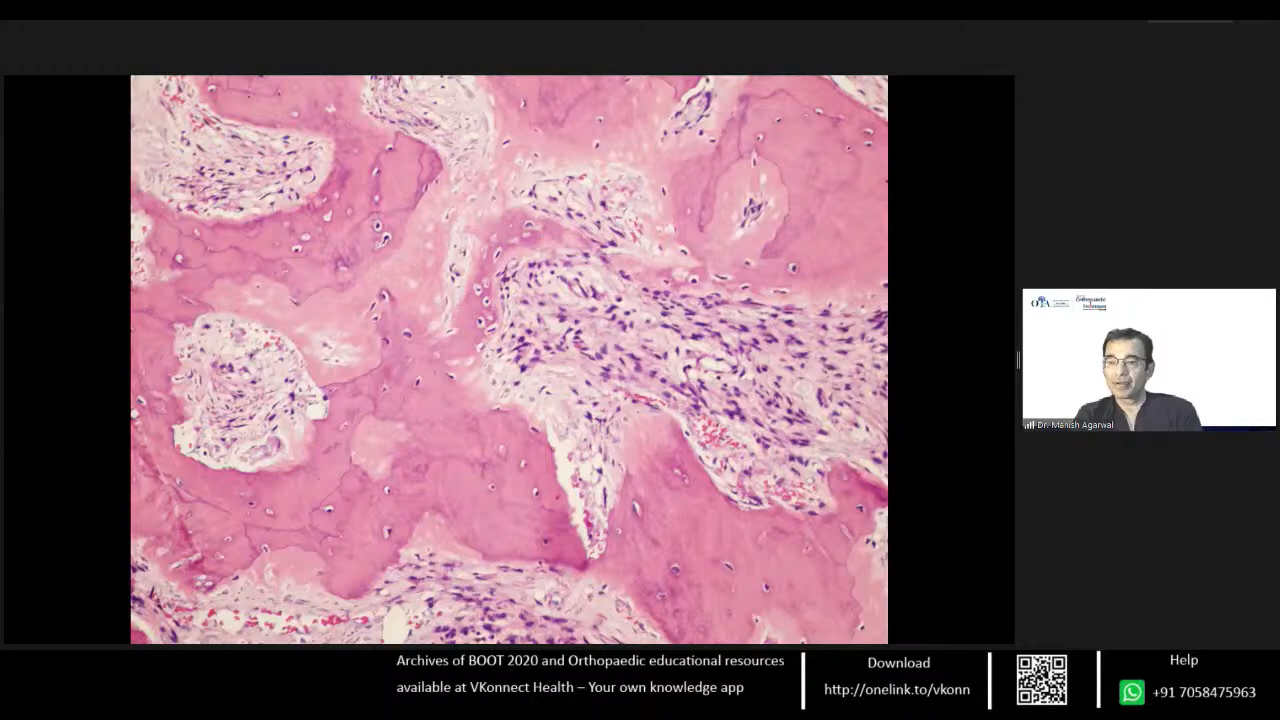 Orthopaedic
Dr. Manish Agarwal
Archives of BOOT 2020 and Orthopaedic educational resources
available at VKonnect Health – Your own knowledge app
Download
http://onelink.to/vkonn
Help
+91 7058475963